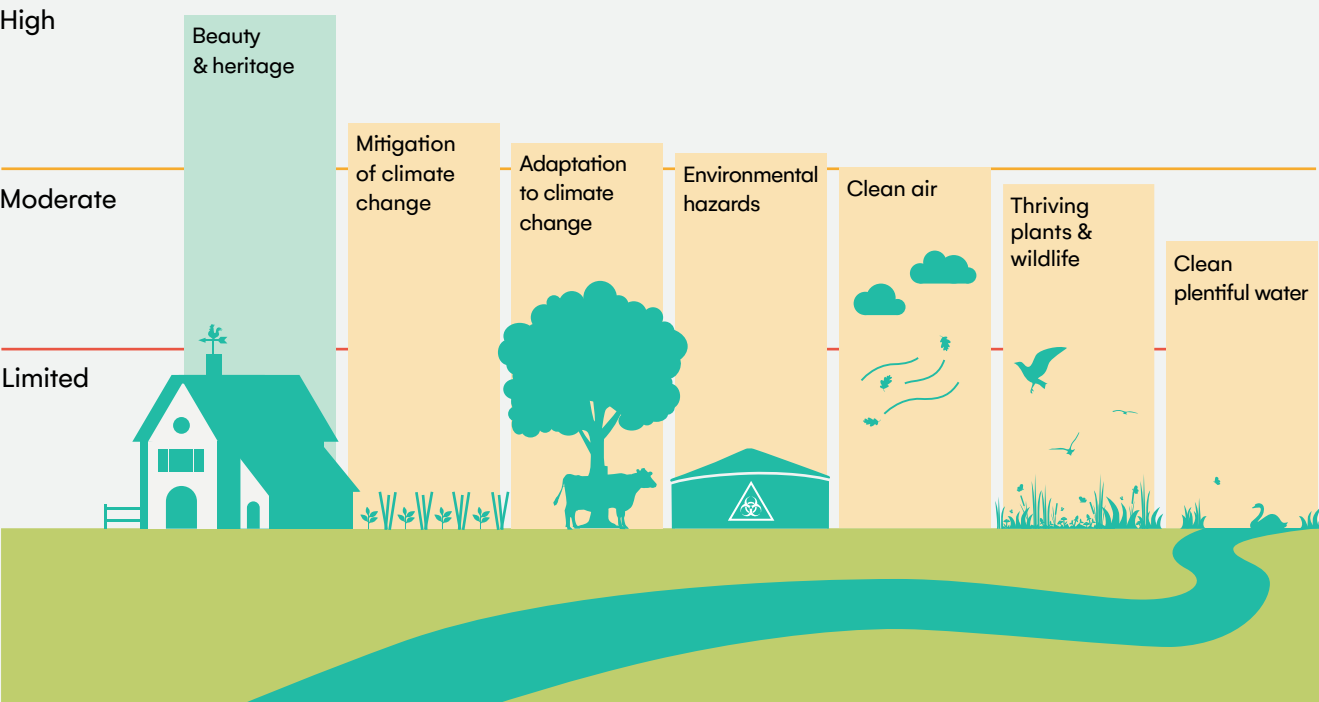 High
Beauty
& heritage
Mitigation
of climate
change
Adaptation
to climate
change
Environmental
hazards
Clean air
Moderate
Thriving
plants &
wildlife
Clean
plentiful water
Limited